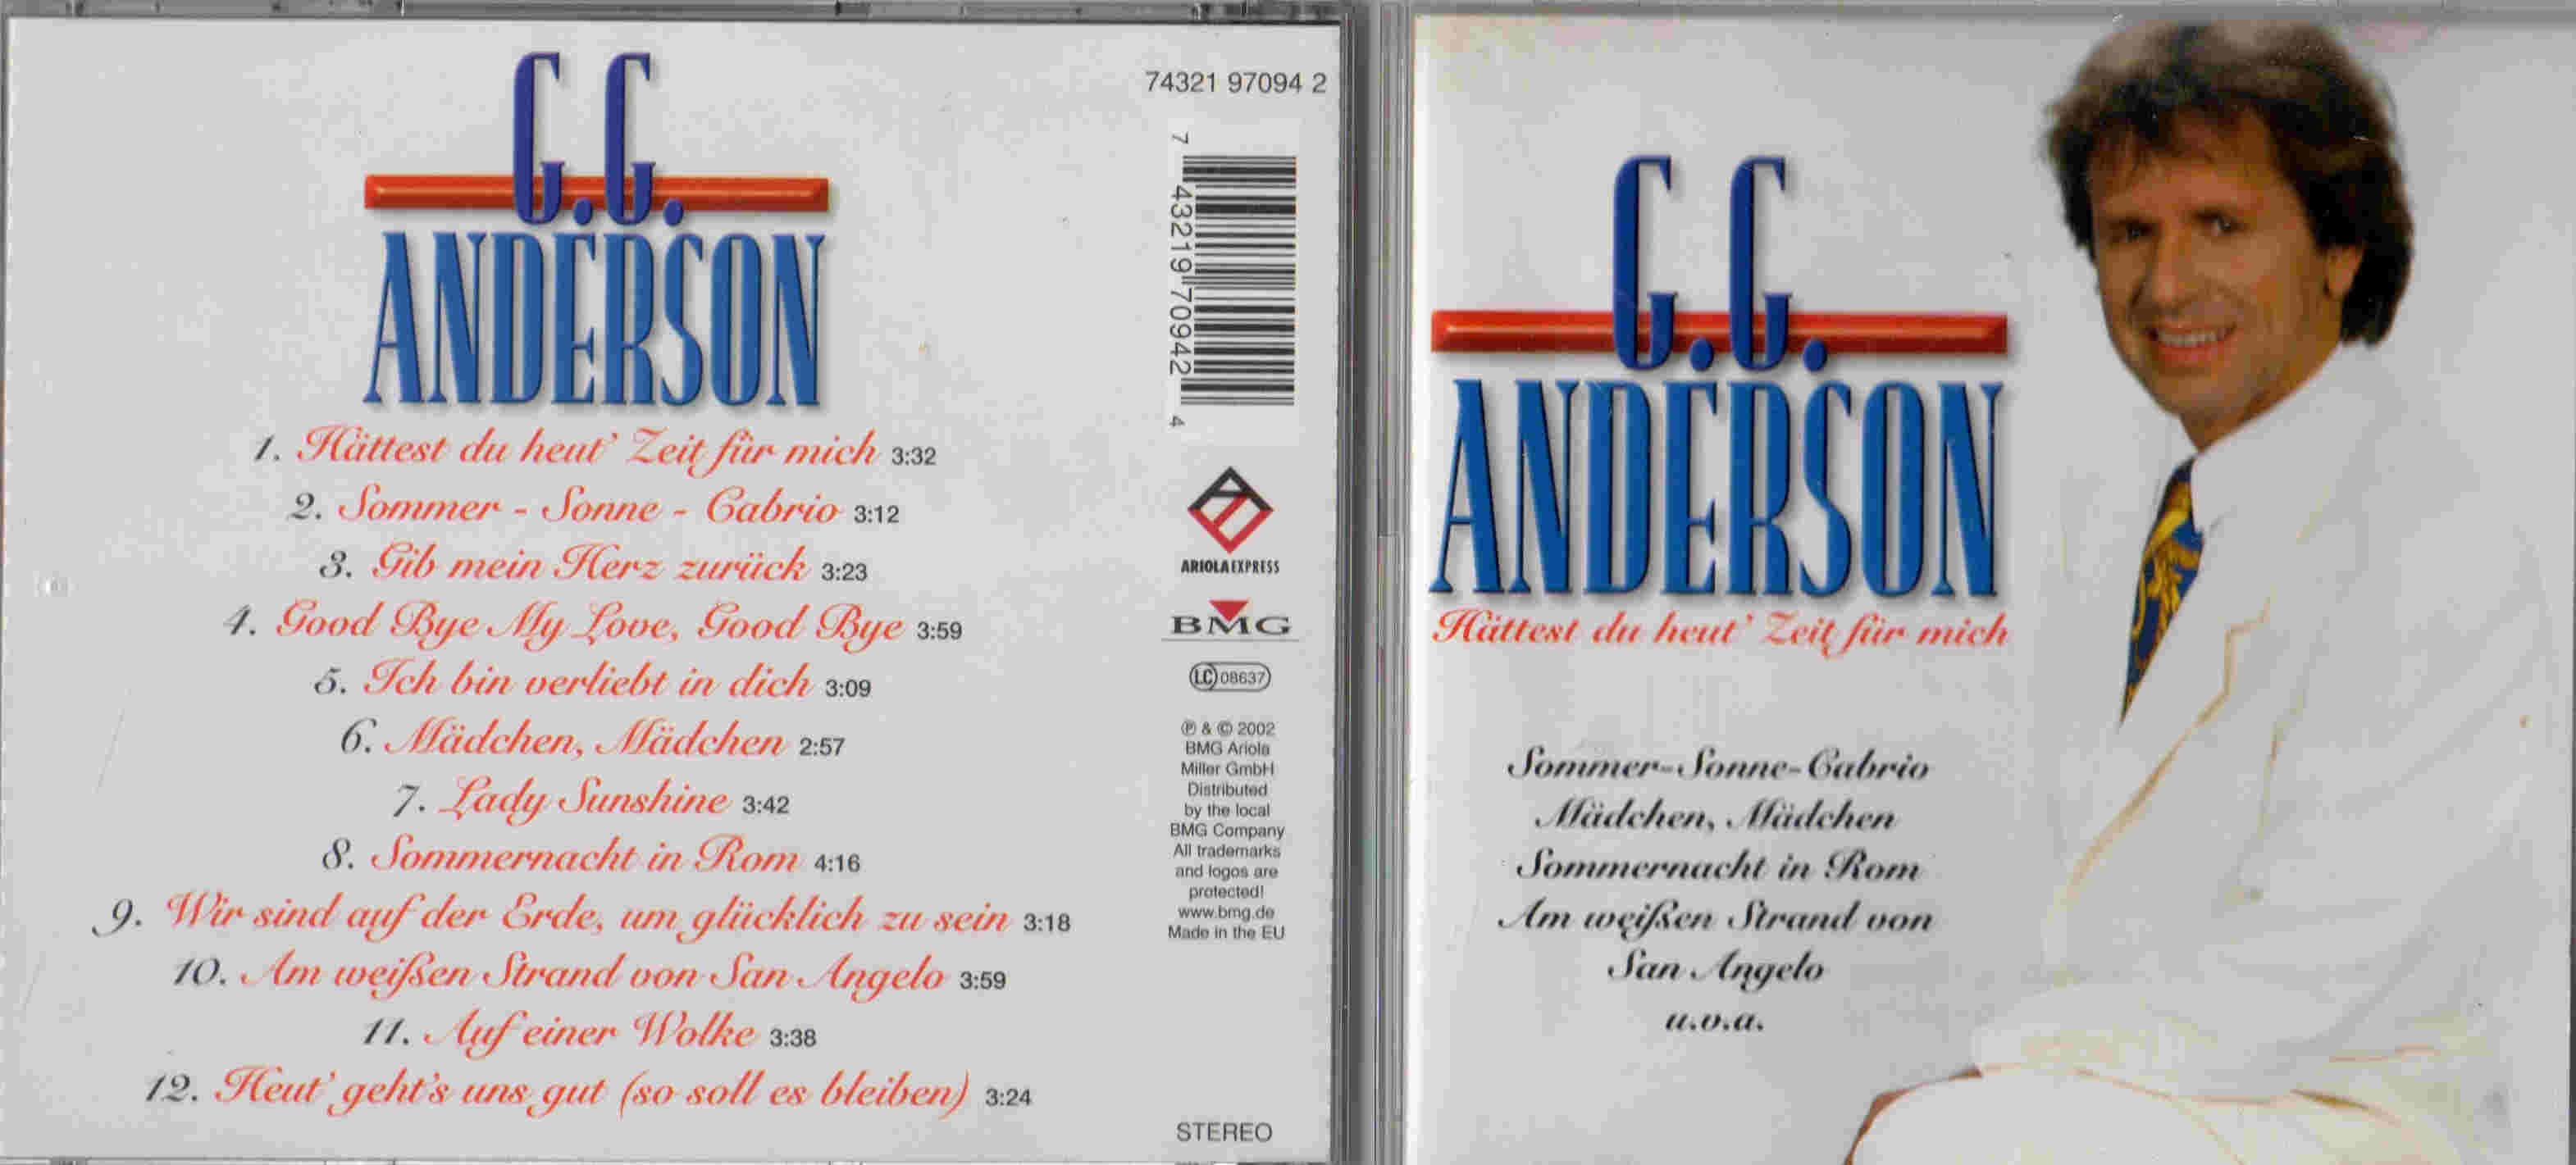 G.G.
ANDERSON
1. Hättest du heut' Zeit für mich 3:32
2. Sommer - Sonne - Cabrio 3:12
3. Gib mein Herz zurück 3:23
4. Good Bye My Love, Good Bye 3:59
5. Ich bin verliebt in dich 3:09
6. Mädchen, Mädchen 2:57
7. Lady Sunshine 3:42
8. Sommernacht in Rom 4:16
9. Wir sind auf der Erde, um glücklich zu sein 3:18
10. Am weißen Strand von San Angelo 3:59
11. Auf einer Wolke 3:38
12. Heut' geht's uns gut (so soll es bleiben) 3:24
74321 97094 2
7 43219 70942 4
ARIOLA EXPRESS
BMG
LC 08637
℗ & © 2002
BMG Ariola
Miller GmbH
Distributed
by the local
BMG Company
All trademarks
and logos are
protected!
www.bmg.de
Made in the EU
STEREO
G.G.
ANDERSON
Hättest du heut' Zeit für mich
Sommer-Sonne-Cabrio
Mädchen, Mädchen
Sommernacht in Rom
Am weißen Strand von
San Angelo
u.v.a.